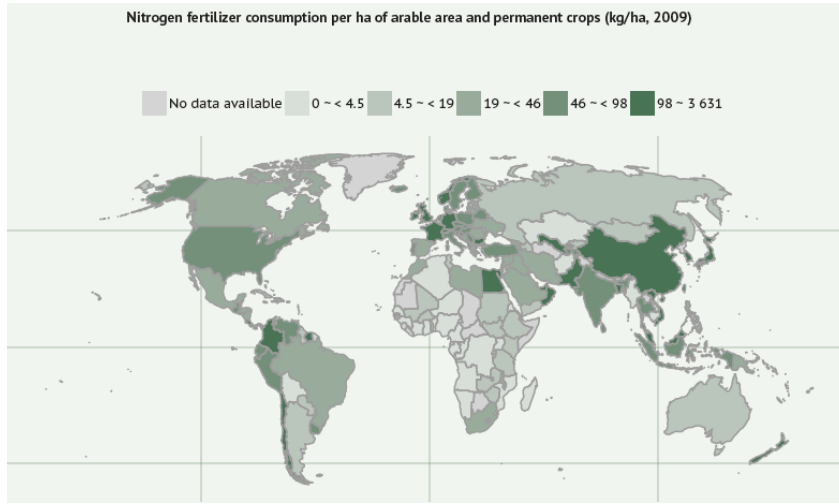 Nitrogen fertilizer consumption per ha of arable area and permanent crops (kg/ha, 2009)
No data available 0 ~ < 4.5 4.5 ~ < 19 19 ~ < 46 46 ~ < 98 98 ~ 3 631